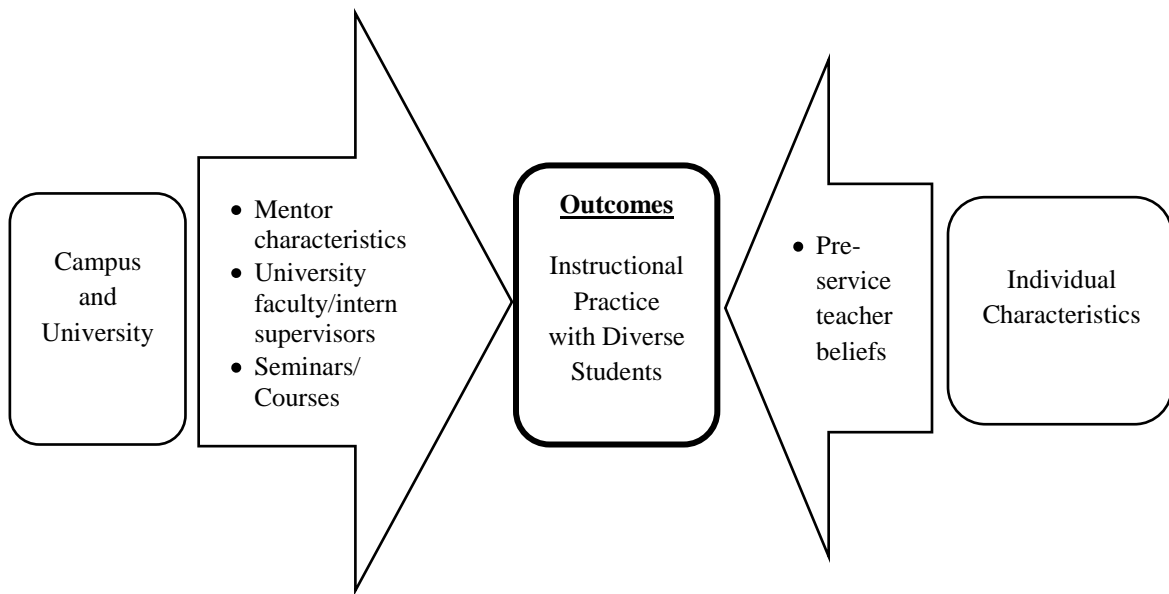 Campus
and
University
• Mentor
characteristics
• University
faculty/intern
supervisors
• Seminars/
Courses
Outcomes
Instructional
Practice
with Diverse
Students
• Pre-
service
teacher
beliefs
Individual
Characteristics